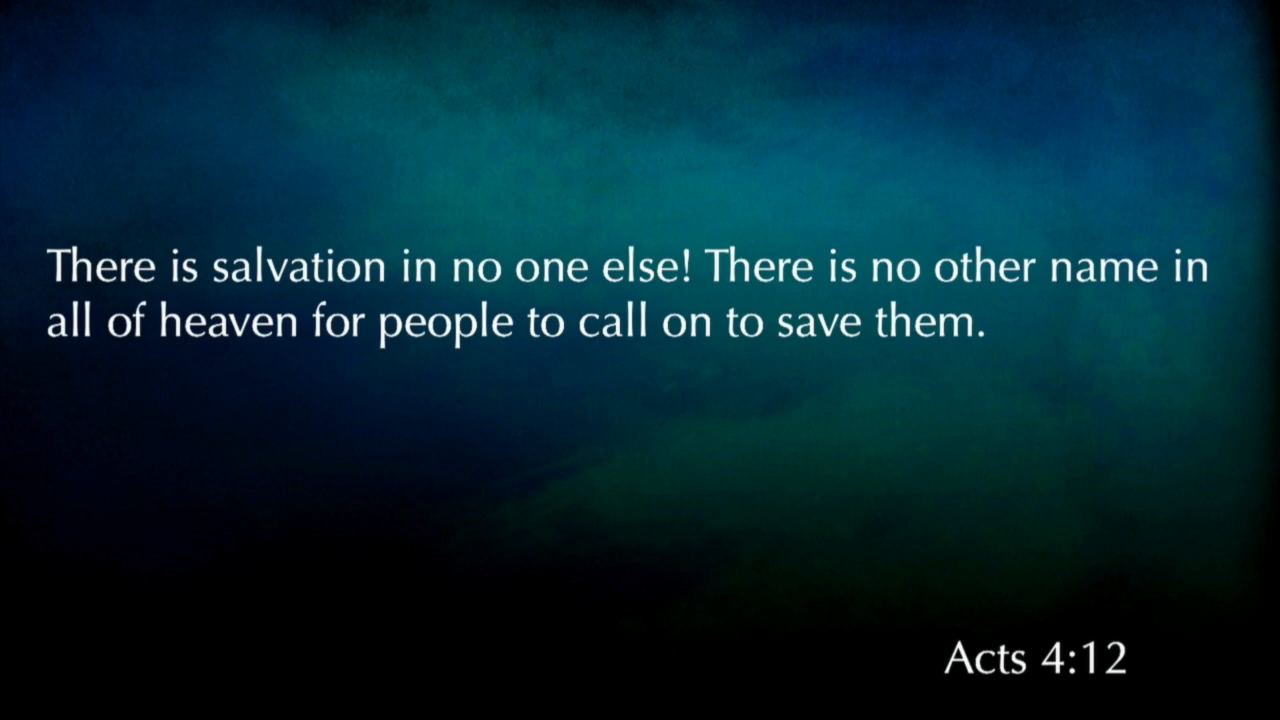 There is salvation in no one else! There is no other name in
all of heaven for people to call on to save them.
Acts 4:12